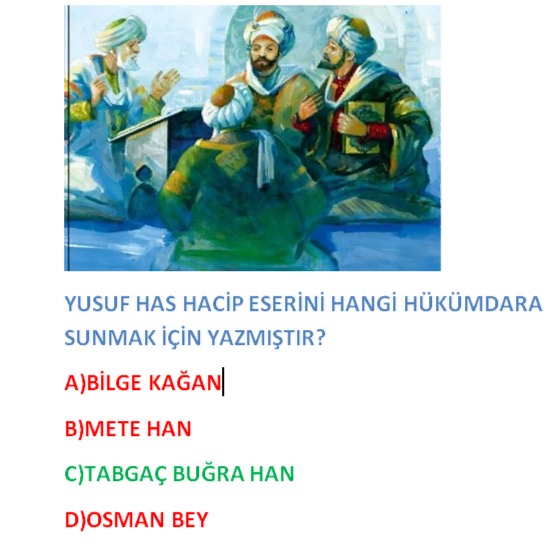 YUSUF HAS HACİP ESERİNİ HANGİ HÜKÜMDARA
SUNMAK İÇİN YAZMIŞTIR?
A)BİLGE KAĞAN
B)METE HAN
C)TABGAÇ BUĞRA HAN
D)OSMAN BEY